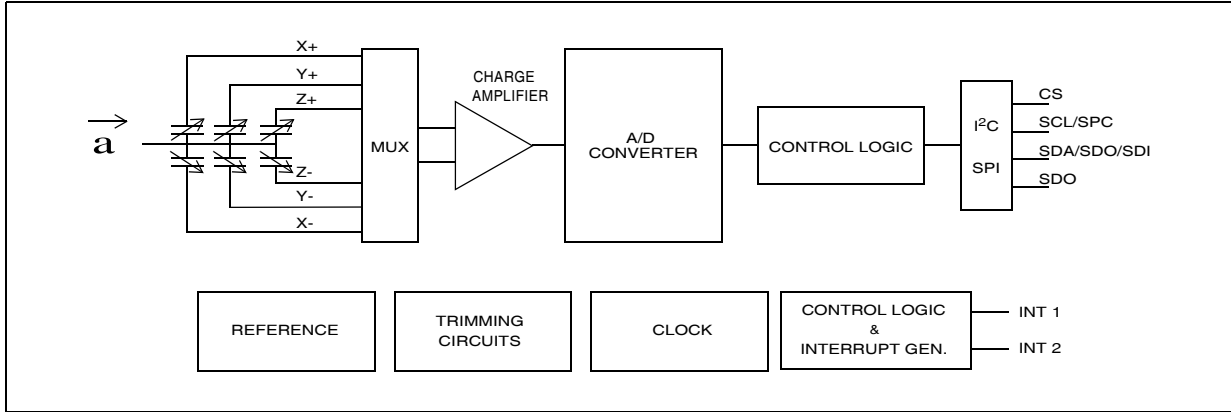 X+
Y+
Z+
a
Z-
Y-
X-
MUX
CHARGE
AMPLIFIER
A/D
CONVERTER
CONTROL LOGIC
I²C
SPI
CS
SCL/SPC
SDA/SDO/SDI
SDO
REFERENCE
TRIMMING
CIRCUITS
CLOCK
CONTROL LOGIC
&
INTERRUPT GEN.
INT 1
INT 2